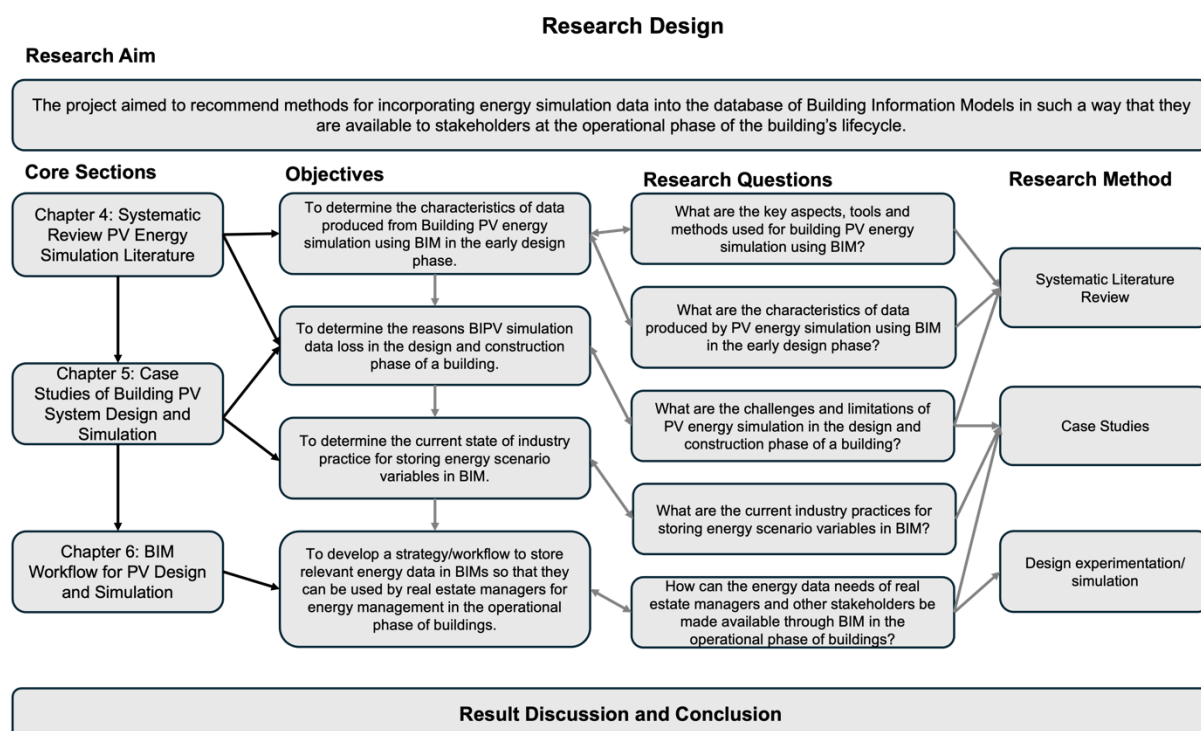 Research Design
Research Aim
The project aimed to recommend methods for incorporating energy simulation data into the database of Building Information Models in such a way that they
are available to stakeholders at the operational phase of the building's lifecycle.
Core Sections
Chapter 4: Systematic
Review PV Energy
Simulation Literature
Chapter 5: Case
Studies of Building PV
System Design and
Simulation
Chapter 6: BIM
Workflow for PV Design
and Simulation
Objectives
To determine the characteristics of data
produced from Building PV energy
simulation using BIM in the early design
phase.
To determine the reasons BIPV simulation
data loss in the design and construction
phase of a building.
To determine the current state of industry
practice for storing energy scenario
variables in BIM.
To develop a strategy/workflow to store
relevant energy data in BIMs so that they
can be used by real estate managers for
energy management in the operational
phase of buildings.
Research Questions
What are the key aspects, tools and
methods used for building PV energy
simulation using BIM?
What are the characteristics of data
produced by PV energy simulation using BIM
in the early design phase?
What are the challenges and limitations of
PV energy simulation in the design and
construction phase of a building?
What are the current industry practices for
storing energy scenario variables in BIM?
How can the energy data needs of real
estate managers and other stakeholders be
made available through BIM in the
operational phase of buildings?
Research Method
Systematic Literature
Review
Case Studies
Design experimentation/
simulation
Result Discussion and Conclusion